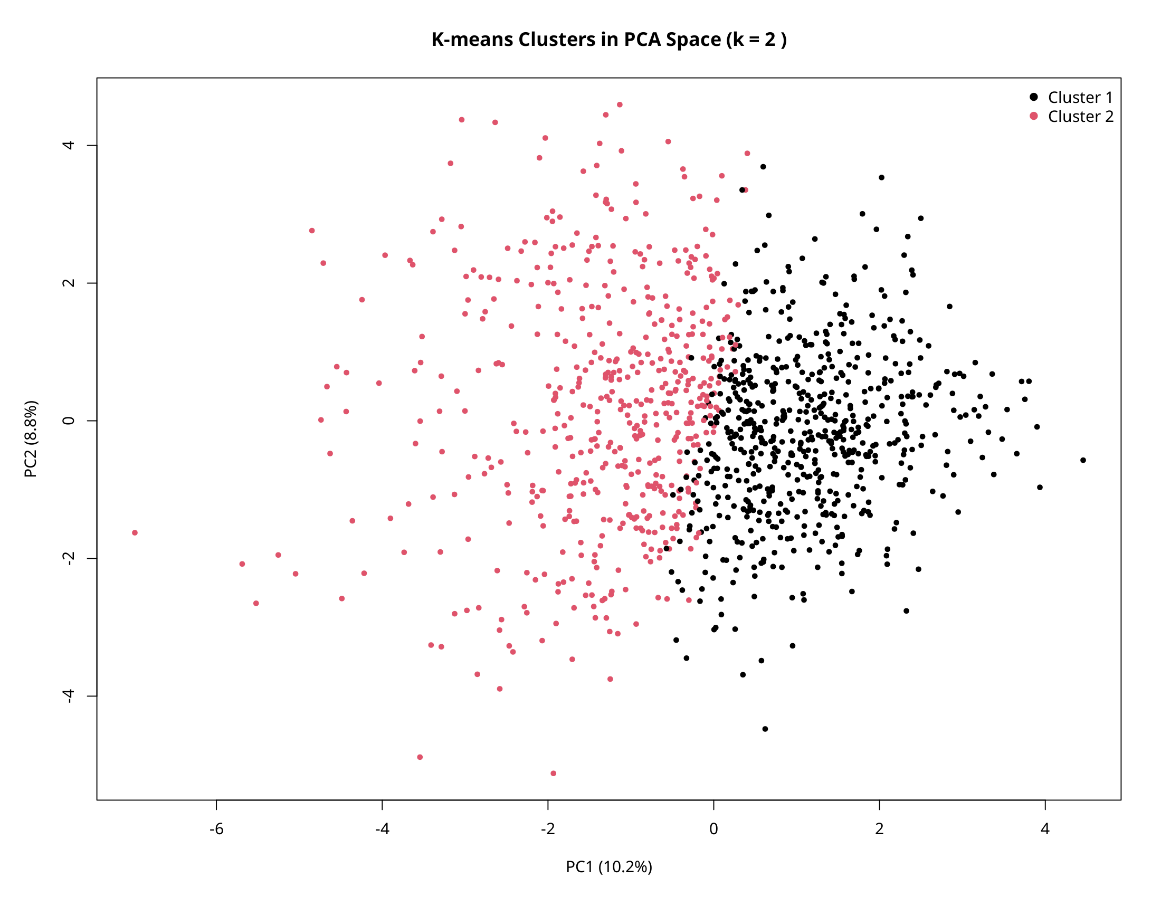 K-means Clusters in PCA Space (k = 2 )
Cluster 1
Cluster 2
4
2
0
-2
-4
PC2 (8.8%)
-6 -4 -2 0 2 4
PC1 (10.2%)